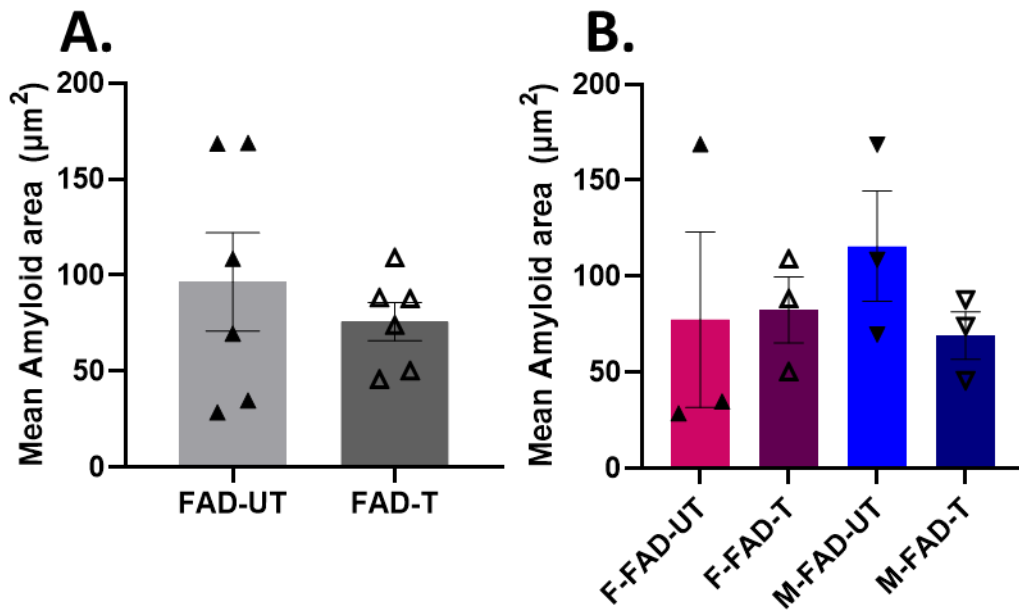 A.
Mean Amyloid area (µm²)
200
150
100
50
0
FAD-UT
FAD-T
B.
Mean Amyloid area (µm²)
200
150
100
50
0
F-FAD-UT
F-FAD-T
M-FAD-UT
M-FAD-T